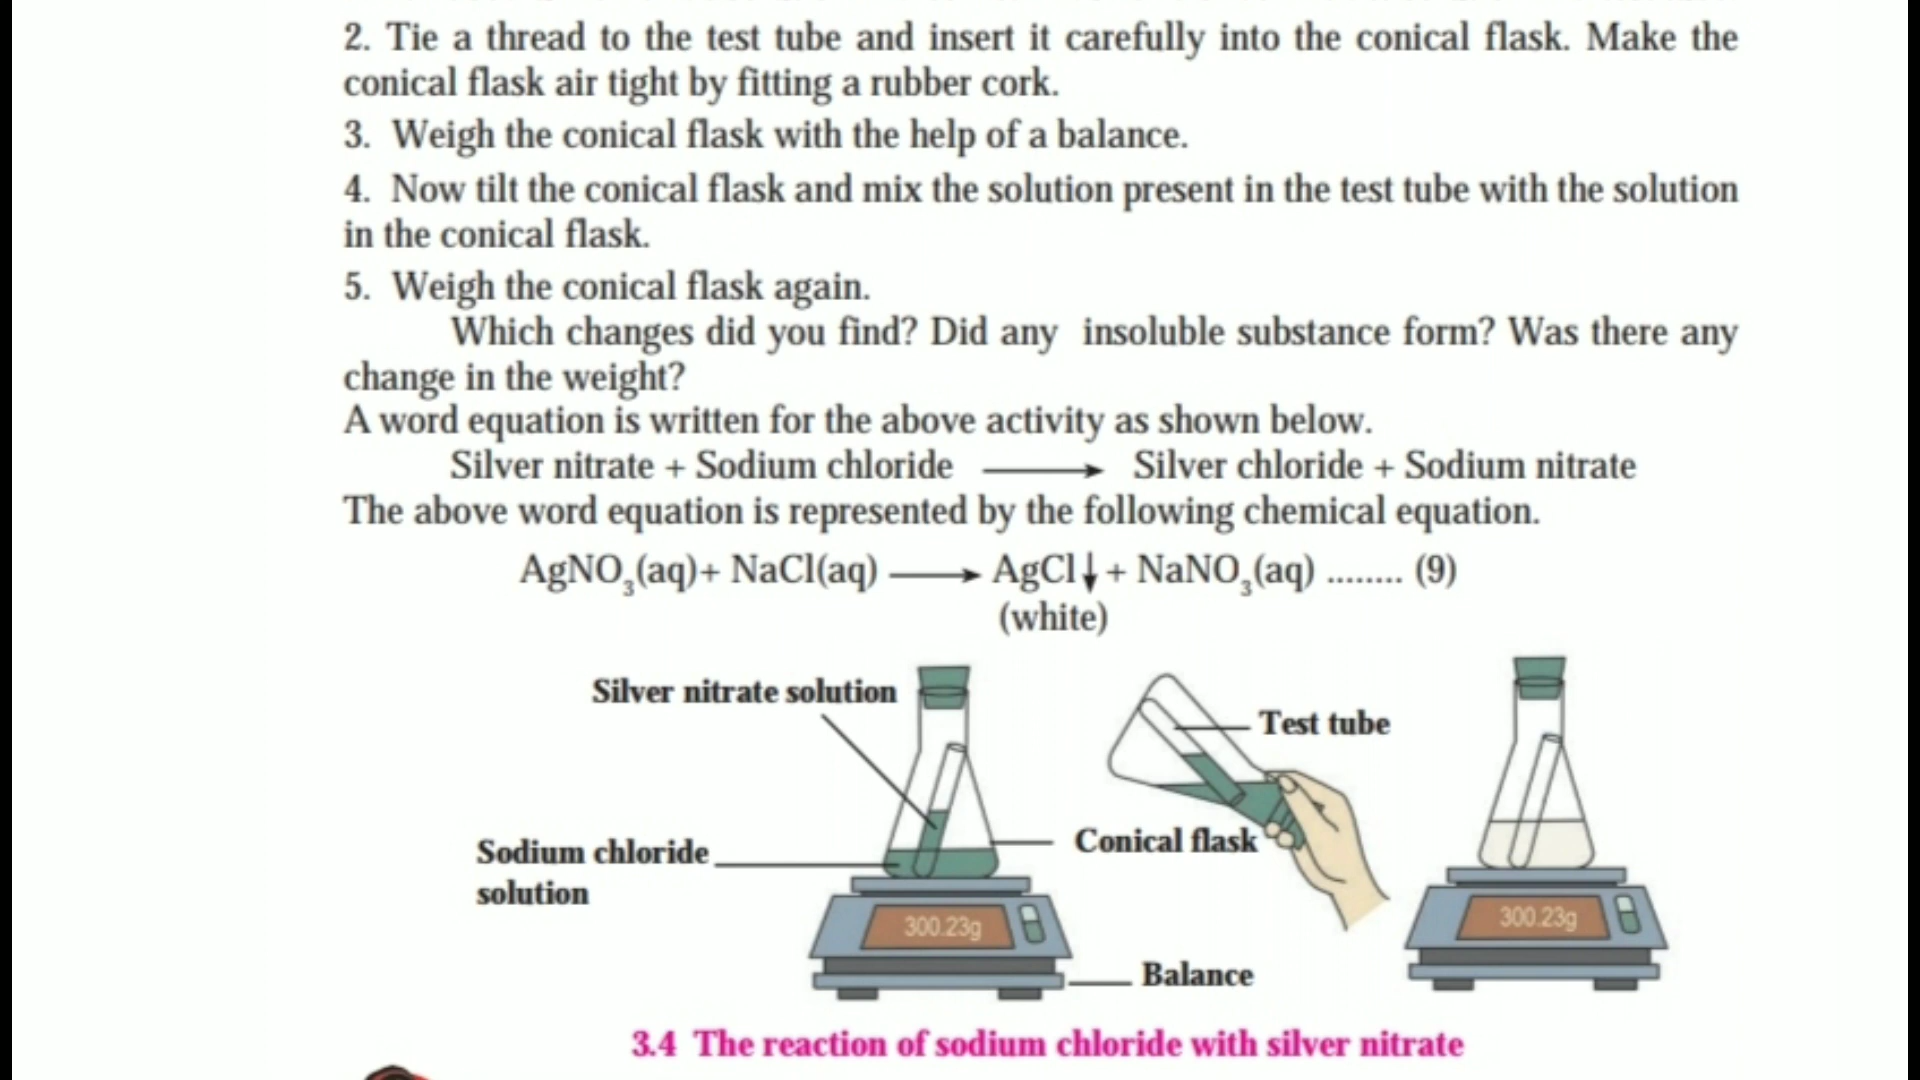 2. Tie a thread to the test tube and insert it carefully into the conical flask. Make the
conical flask air tight by fitting a rubber cork.
3. Weigh the conical flask with the help of a balance.
4. Now tilt the conical flask and mix the solution present in the test tube with the solution
in the conical flask.
5. Weigh the conical flask again.
Which changes did you find? Did any insoluble substance form? Was there any
change in the weight?
A word equation is written for the above activity as shown below.
Silver nitrate + Sodium chloride ⟶ Silver chloride + Sodium nitrate
The above word equation is represented by the following chemical equation.
AgNO₃(aq)+ NaCl(aq) ⟶ AgCl↓ + NaNO₃(aq) ........ (9)
(white)
Silver nitrate solution
Test tube
Sodium chloride
solution
Conical flask
300.23g
300.23g
Balance
3.4 The reaction of sodium chloride with silver nitrate